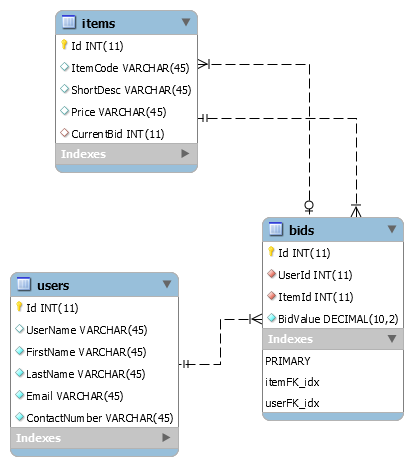 items
Id INT(11)
ItemCode VARCHAR(45)
ShortDesc VARCHAR(45)
Price VARCHAR(45)
CurrentBid INT(11)
Indexes
bids
Id INT(11)
UserId INT(11)
ItemId INT(11)
BidValue DECIMAL(10,2)
Indexes
PRIMARY
itemFK_idx
userFK_idx
users
Id INT(11)
UserName VARCHAR(45)
FirstName VARCHAR(45)
LastName VARCHAR(45)
Email VARCHAR(45)
ContactNumber VARCHAR(45)
Indexes